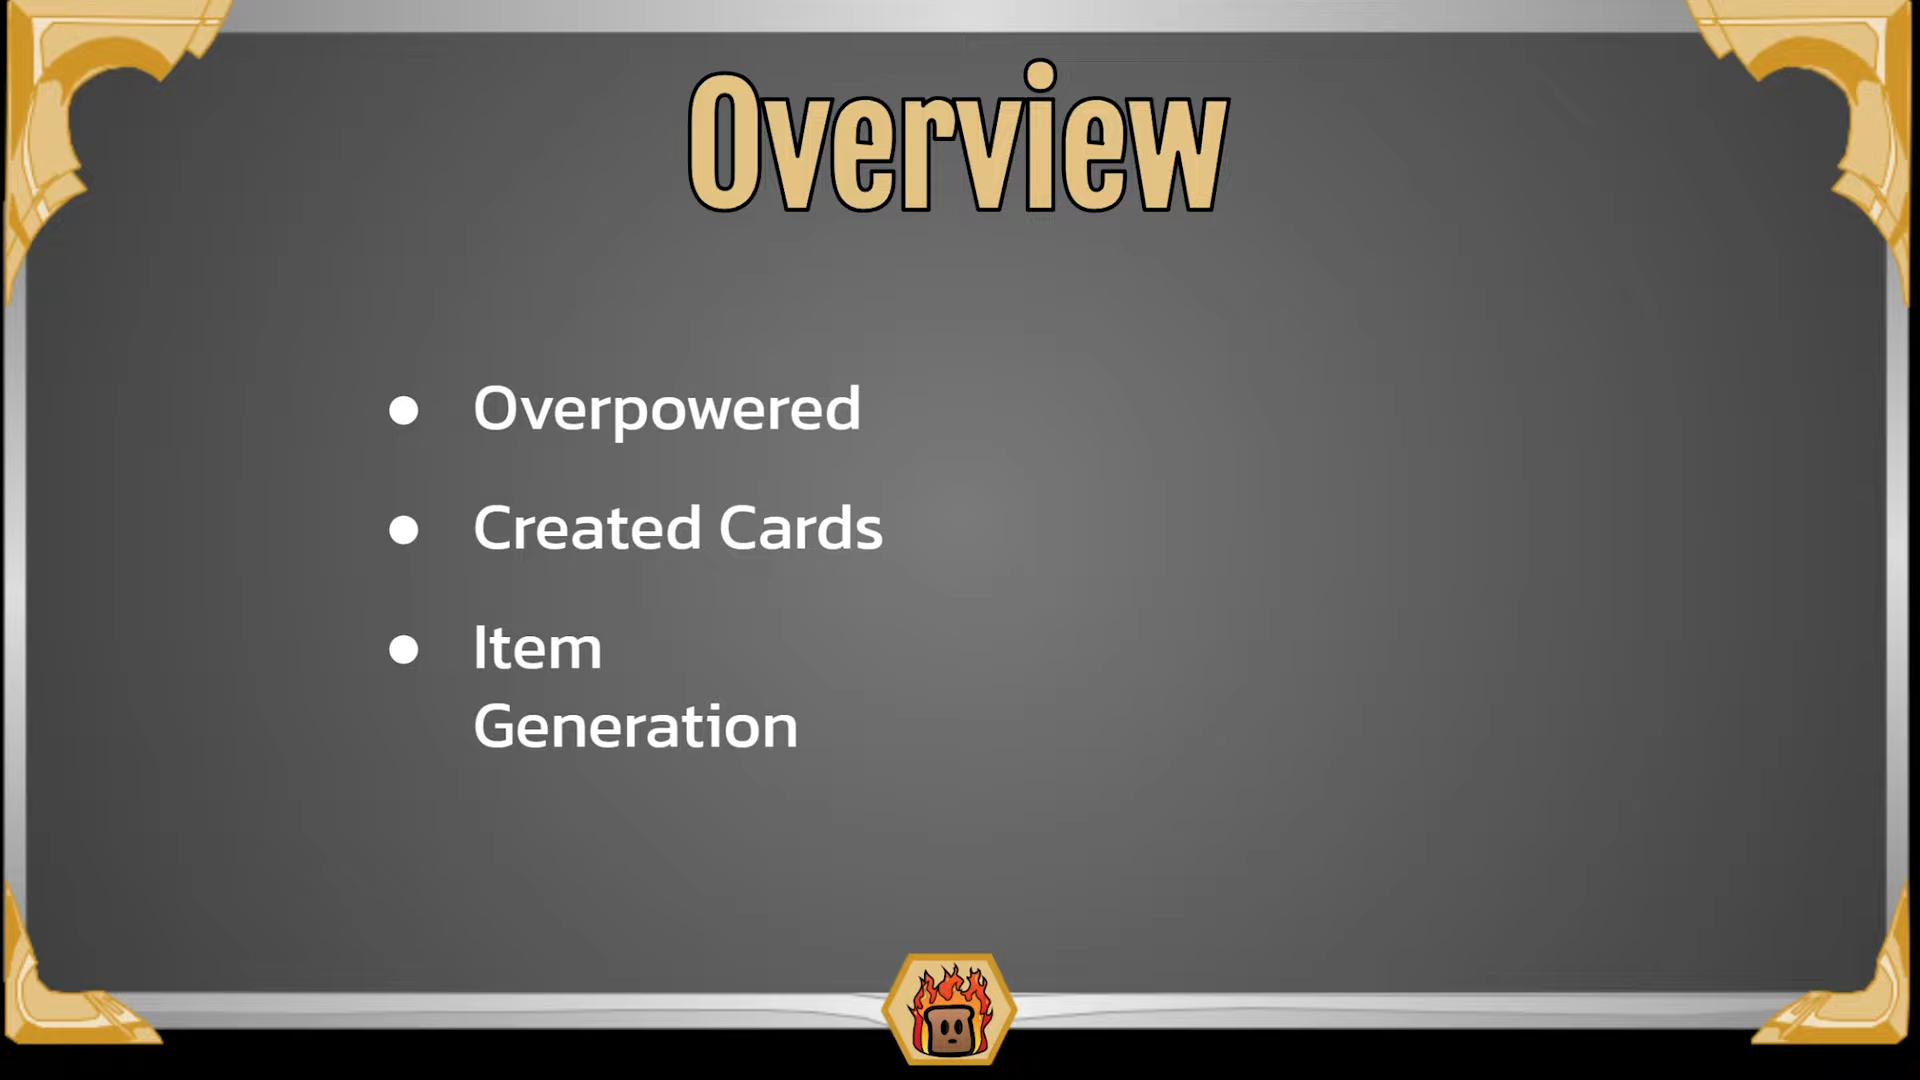 Overview
● Overpowered
● Created Cards
● Item
Generation